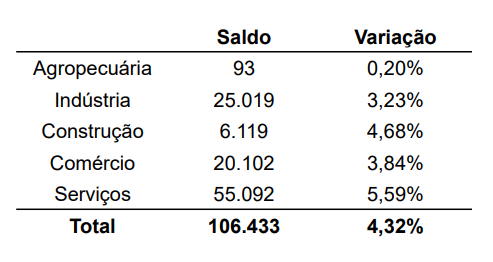 Saldo Variação
Agropecuária 93 0,20%
Indústria 25.019 3,23%
Construção 6.119 4,68%
Comércio 20.102 3,84%
Serviços 55.092 5,59%
Total 106.433 4,32%